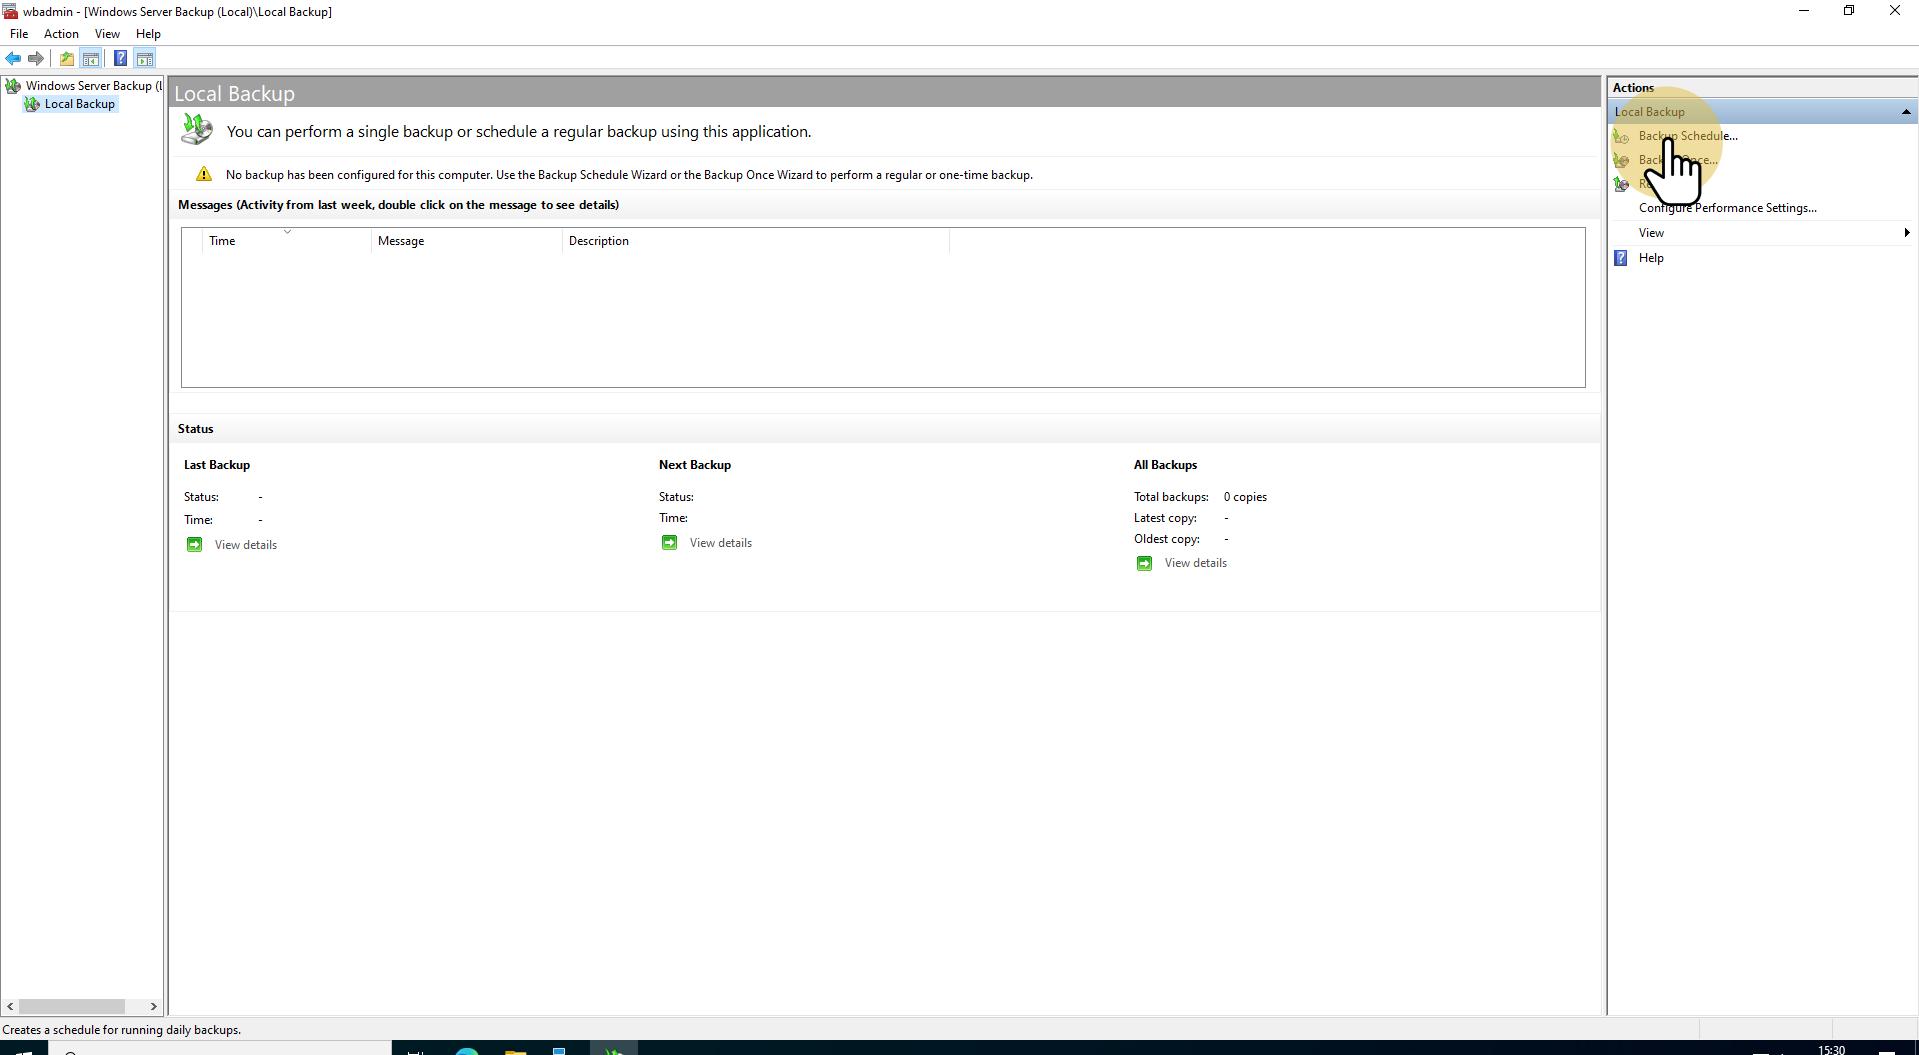 wbadmin - [Windows Server Backup (Local)\Local Backup]
File Action View Help
Windows Server Backup (L
Local Backup
Local Backup
You can perform a single backup or schedule a regular backup using this application.
No backup has been configured for this computer. Use the Backup Schedule Wizard or the Backup Once Wizard to perform a regular or one-time backup.
Messages (Activity from last week, double click on the message to see details)
Time Message Description
Status
Last Backup
Status: -
Time: -
View details
Next Backup
Status:
Time:
View details
All Backups
Total backups: 0 copies
Latest copy: -
Oldest copy: -
View details
Actions
Local Backup
Backup Schedule...
Backup Once...
Configure Performance Settings...
View
Help
Creates a schedule for running daily backups.
15:30